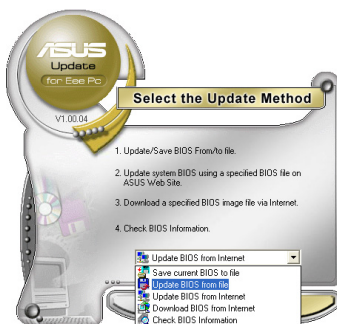 ASUS
Update
for Eee Pc
V1.00.04
Select the Update Method
1. Update/Save BIOS From/to file.
2. Update system BIOS using a specified BIOS file on
ASUS Web Site.
3. Download a specified BIOS image file via Internet.
4. Check BIOS Information.
Update BIOS from Internet
Save current BIOS to file
Update BIOS from file
Update BIOS from Internet
Download BIOS from Internet
Check BIOS Information